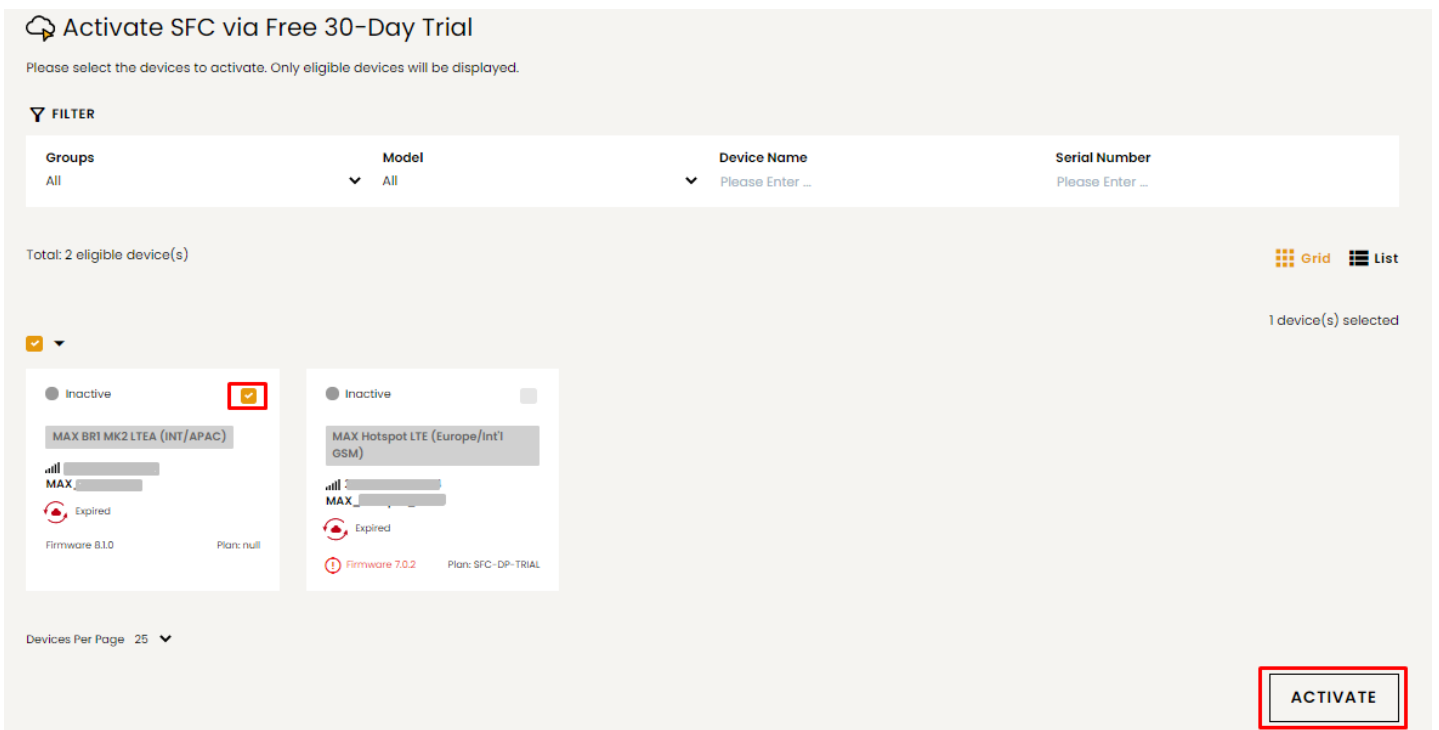 Activate SFC via Free 30-Day Trial
Please select the devices to activate. Only eligible devices will be displayed.
FILTER
Groups Model Device Name Serial Number
All All Please Enter ... Please Enter ...
Total: 2 eligible device(s)
Grid List
1 device(s) selected
Inactive
MAX BR1 MK2 LTEA (INT/APAC)
MAX_
Expired
Firmware 8.1.0 Plan: null
Inactive
MAX Hotspot LTE (Europe/Int'l
GSM)
MAX_
Expired
Firmware 7.0.2 Plan: SFC-DP-TRIAL
Devices Per Page 25
ACTIVATE